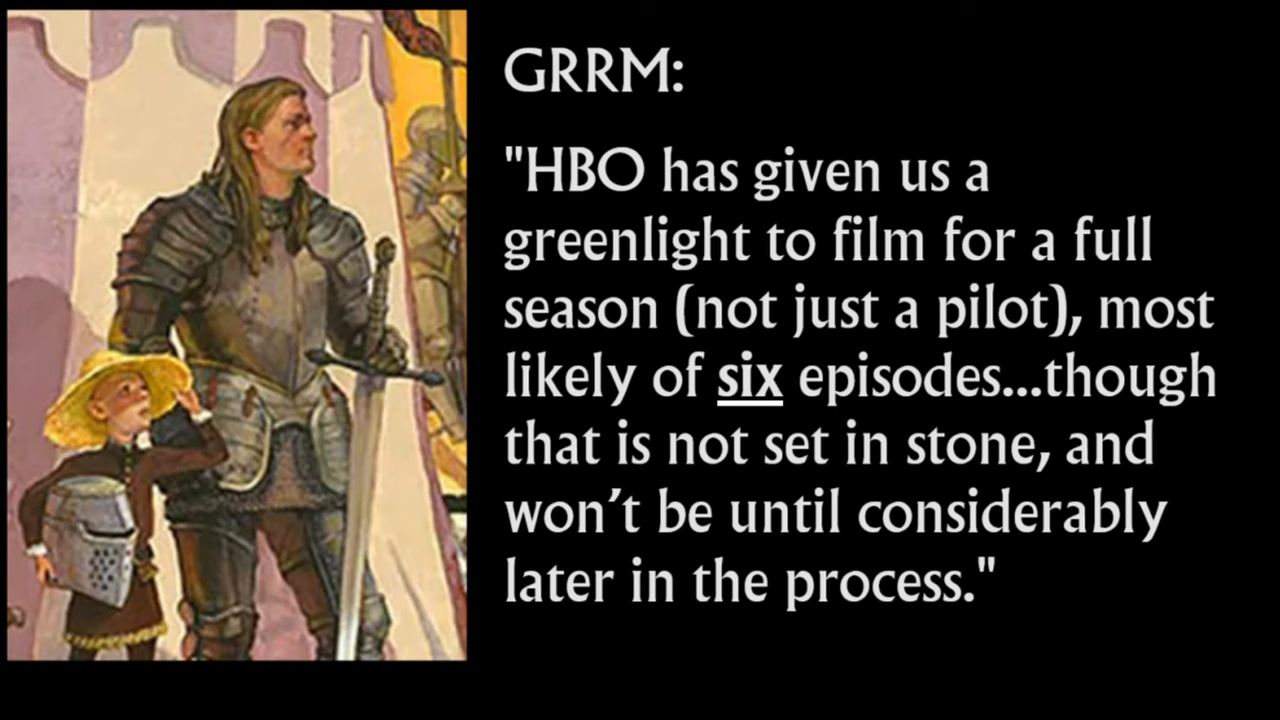 GRRM:
"HBO has given us a
greenlight to film for a full
season (not just a pilot), most
likely of six episodes...though
that is not set in stone, and
won’t be until considerably
later in the process."